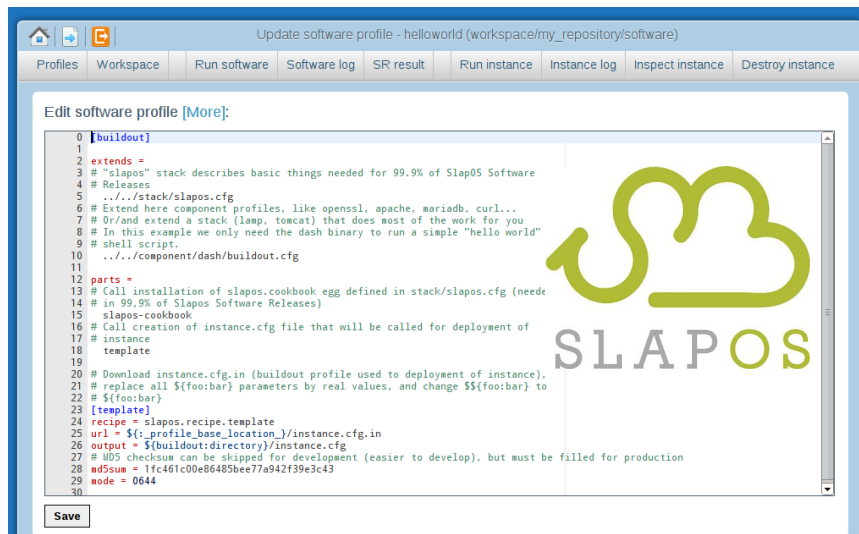 Update software profile - helloworld (workspace/my_repository/software)
Profiles Workspace Run software Software log SR result Run instance Instance log Inspect instance Destroy instance
Edit software profile [More]:
0 [buildout]
1
2 extends =
3 # "slapos" stack describes basic things needed for 99.9% of SlapOS Software
4 # Releases
5 ../../stack/slapos.cfg
6 # Extend here component profiles, like openssl, apache, mariadb, curl...
7 # Or/and extend a stack (lamp, tomcat) that does most of the work for you
8 # In this example we only need the dash binary to run a simple "hello world"
9 # shell script.
10 ../../component/dash/buildout.cfg
11
12 parts =
13 # Call installation of slapos.cookbook egg defined in stack/slapos.cfg (neede
14 # in 99,9% of Slapos Software Releases)
15 slapos-cookbook
16 # Call creation of instance.cfg file that will be called for deployment of
17 # instance
18 template
19
20 # Download instance.cfg.in (buildout profile used to deployment of instance),
21 # replace all ${foo:bar} parameters by real values, and change $${foo:bar} to
22 # ${foo:bar}
23 [template]
24 recipe = slapos.recipe.template
25 url = ${:_profile_base_location_}/instance.cfg.in
26 output = ${buildout:directory}/instance.cfg
27 # MD5 checksum can be skipped for development (easier to develop), but must be filled for production
28 md5sum = 1fc461c00e86485bee77a942f39e3c43
29 mode = 0644
30
SLAPOS
Save